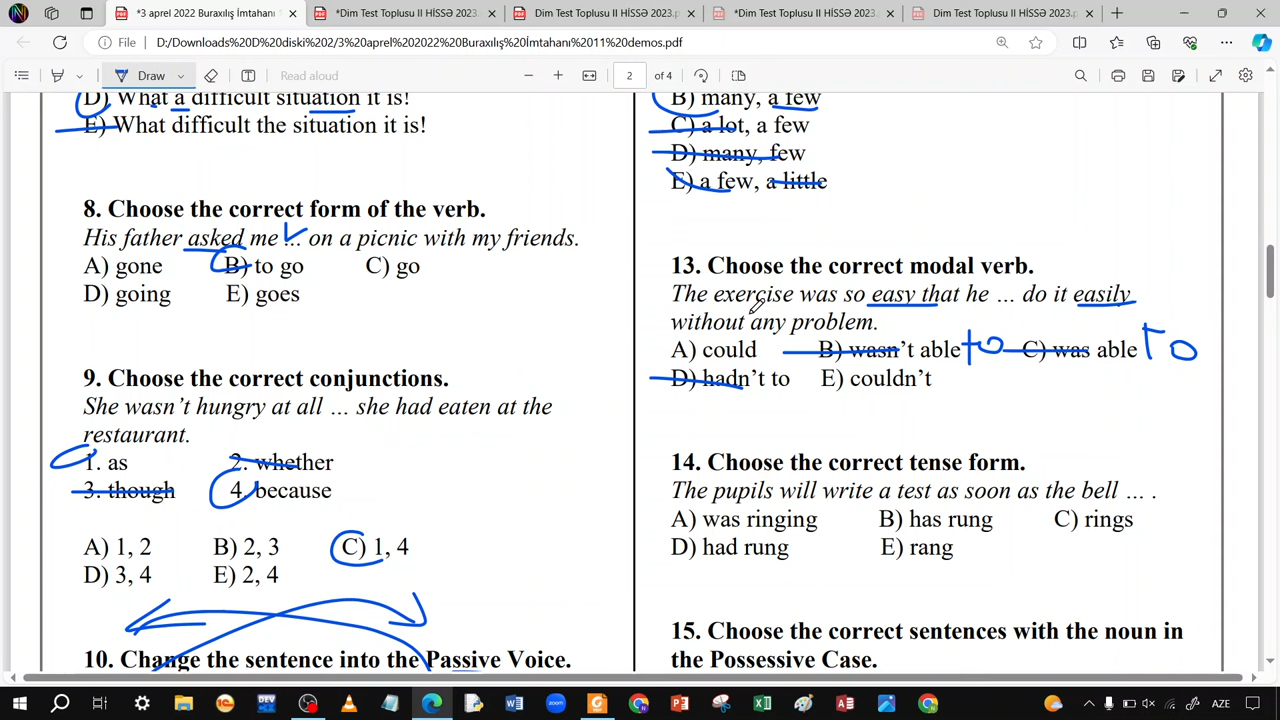 *3 aprel 2022 Buraxılış İmtahanı
*Dim Test Toplusu II HİSSƏ 2023.
Dim Test Toplusu II HİSSƏ 2023.p
*Dim Test Toplusu II HİSSƏ 2023.
Dim Test Toplusu II HİSSƏ 2023.p
File
D:/Downloads%20D%20diski%202/3%20aprel%202022%20Buraxılış%20İmtahanı%2011%20demos.pdf
Draw
Read aloud
2 of 4
D) What a difficult situation it is!
E) What difficult the situation it is!
8. Choose the correct form of the verb.
His father asked me ... on a picnic with my friends.
A) gone B) to go C) go
D) going E) goes
9. Choose the correct conjunctions.
She wasn't hungry at all ... she had eaten at the
restaurant.
1. as 2. whether
3. though 4. because
A) 1, 2 B) 2, 3 C) 1, 4
D) 3, 4 E) 2, 4
10. Change the sentence into the Passive Voice.
B) many, a few
C) a lot, a few
D) many, few
E) a few, a little
13. Choose the correct modal verb.
The exercise was so easy that he ... do it easily
without any problem.
A) could B) wasn't able to C) was able to
D) hadn't to E) couldn't
14. Choose the correct tense form.
The pupils will write a test as soon as the bell ... .
A) was ringing B) has rung C) rings
D) had rung E) rang
15. Choose the correct sentences with the noun in
the Possessive Case.
AZE